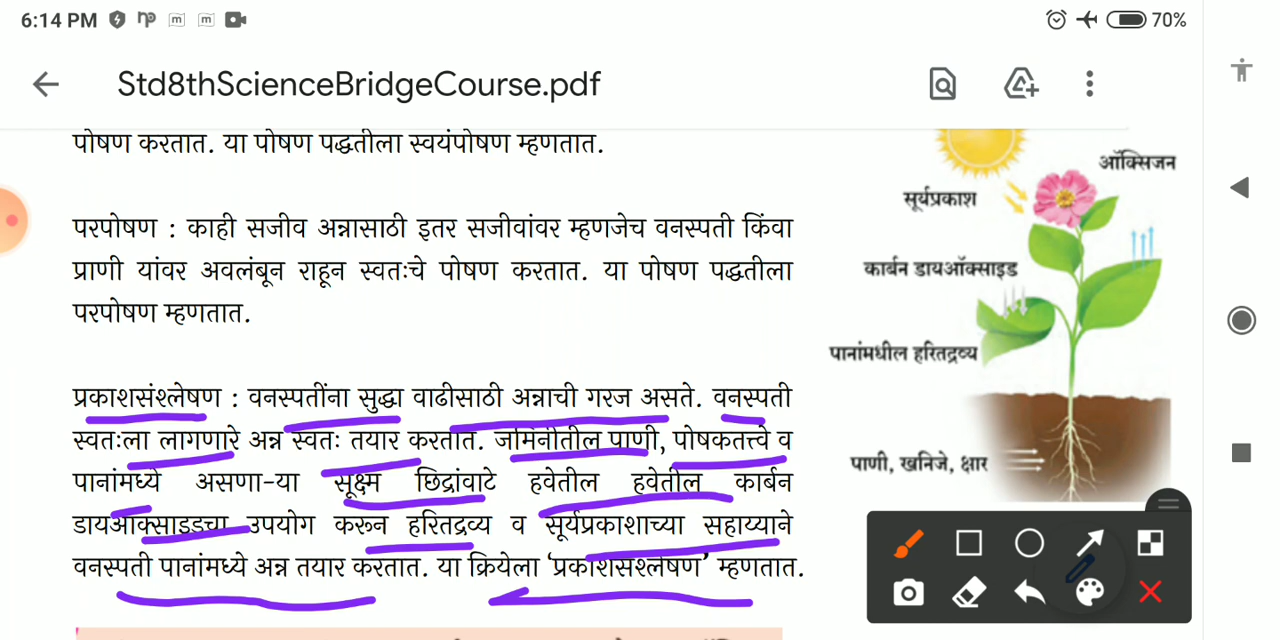 6:14 PM
70%
Std8thScienceBridgeCourse.pdf
पोषण करतात. या पोषण पद्धतीला स्वयंपोषण म्हणतात.
परपोषण : काही सजीव अन्नासाठी इतर सजीवांवर म्हणजेच वनस्पती किंवा
प्राणी यांवर अवलंबून राहून स्वतःचे पोषण करतात. या पोषण पद्धतीला
परपोषण म्हणतात.
प्रकाशसंश्लेषण : वनस्पतींना सुद्धा वाढीसाठी अन्नाची गरज असते. वनस्पती
स्वतःला लागणारे अन्न स्वतः तयार करतात. जमिनीतील पाणी, पोषकतत्त्वे व
पानांमध्ये असणा-या सूक्ष्म छिद्रांवाटे हवेतील हवेतील कार्बन
डायऑक्साइडचा उपयोग करून हरितद्रव्य व सूर्यप्रकाशाच्या सहाय्याने
वनस्पती पानांमध्ये अन्न तयार करतात. या क्रियेला ‘प्रकाशसंश्लेषण’ म्हणतात.
ऑक्सिजन
सूर्यप्रकाश
कार्बन डायऑक्साइड
पानांमधील हरितद्रव्य
पाणी, खनिजे, क्षार